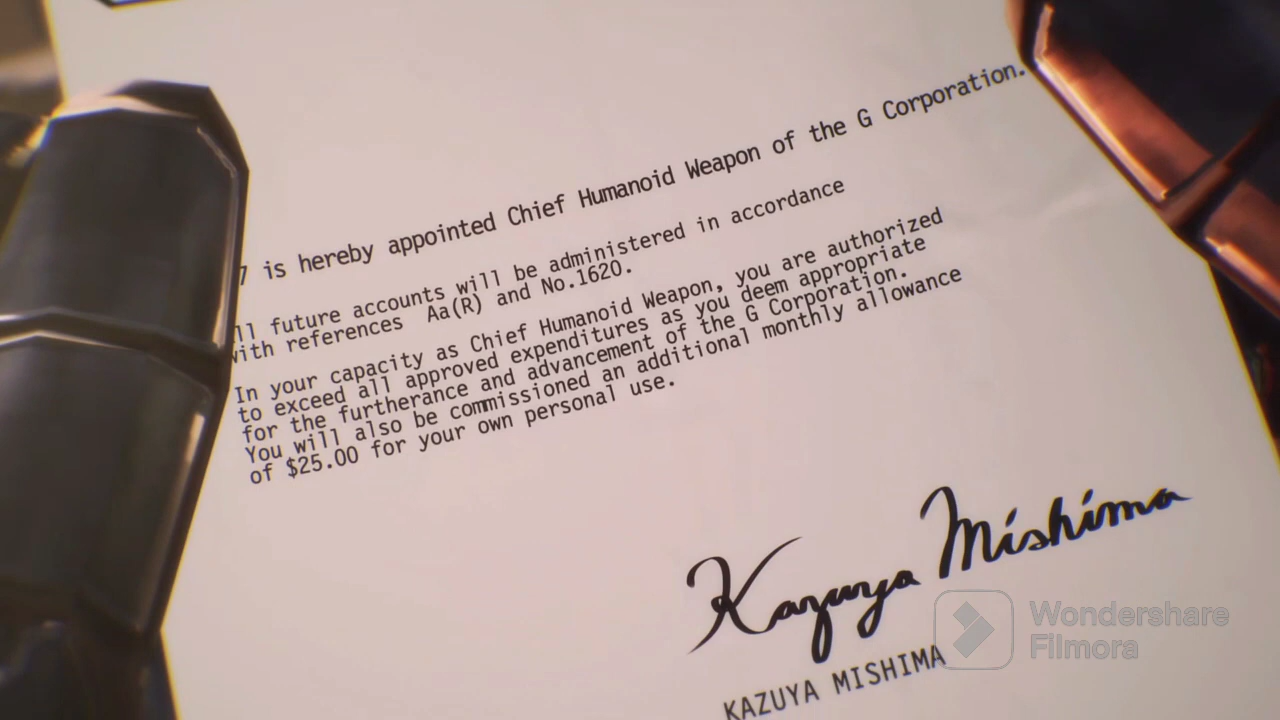 7 is hereby appointed Chief Humanoid Weapon of the G Corporation.
ll future accounts will be administered in accordance
with references Aa(R) and No.1620.
In your capacity as Chief Humanoid Weapon, you are authorized
to exceed all approved expenditures as you deem appropriate
for the furtherance and advancement of the G Corporation.
You will also be commissioned an additional monthly allowance
of $25.00 for your own personal use.
Kazuya Mishima
KAZUYA MISHIMA
Wondershare
Filmora